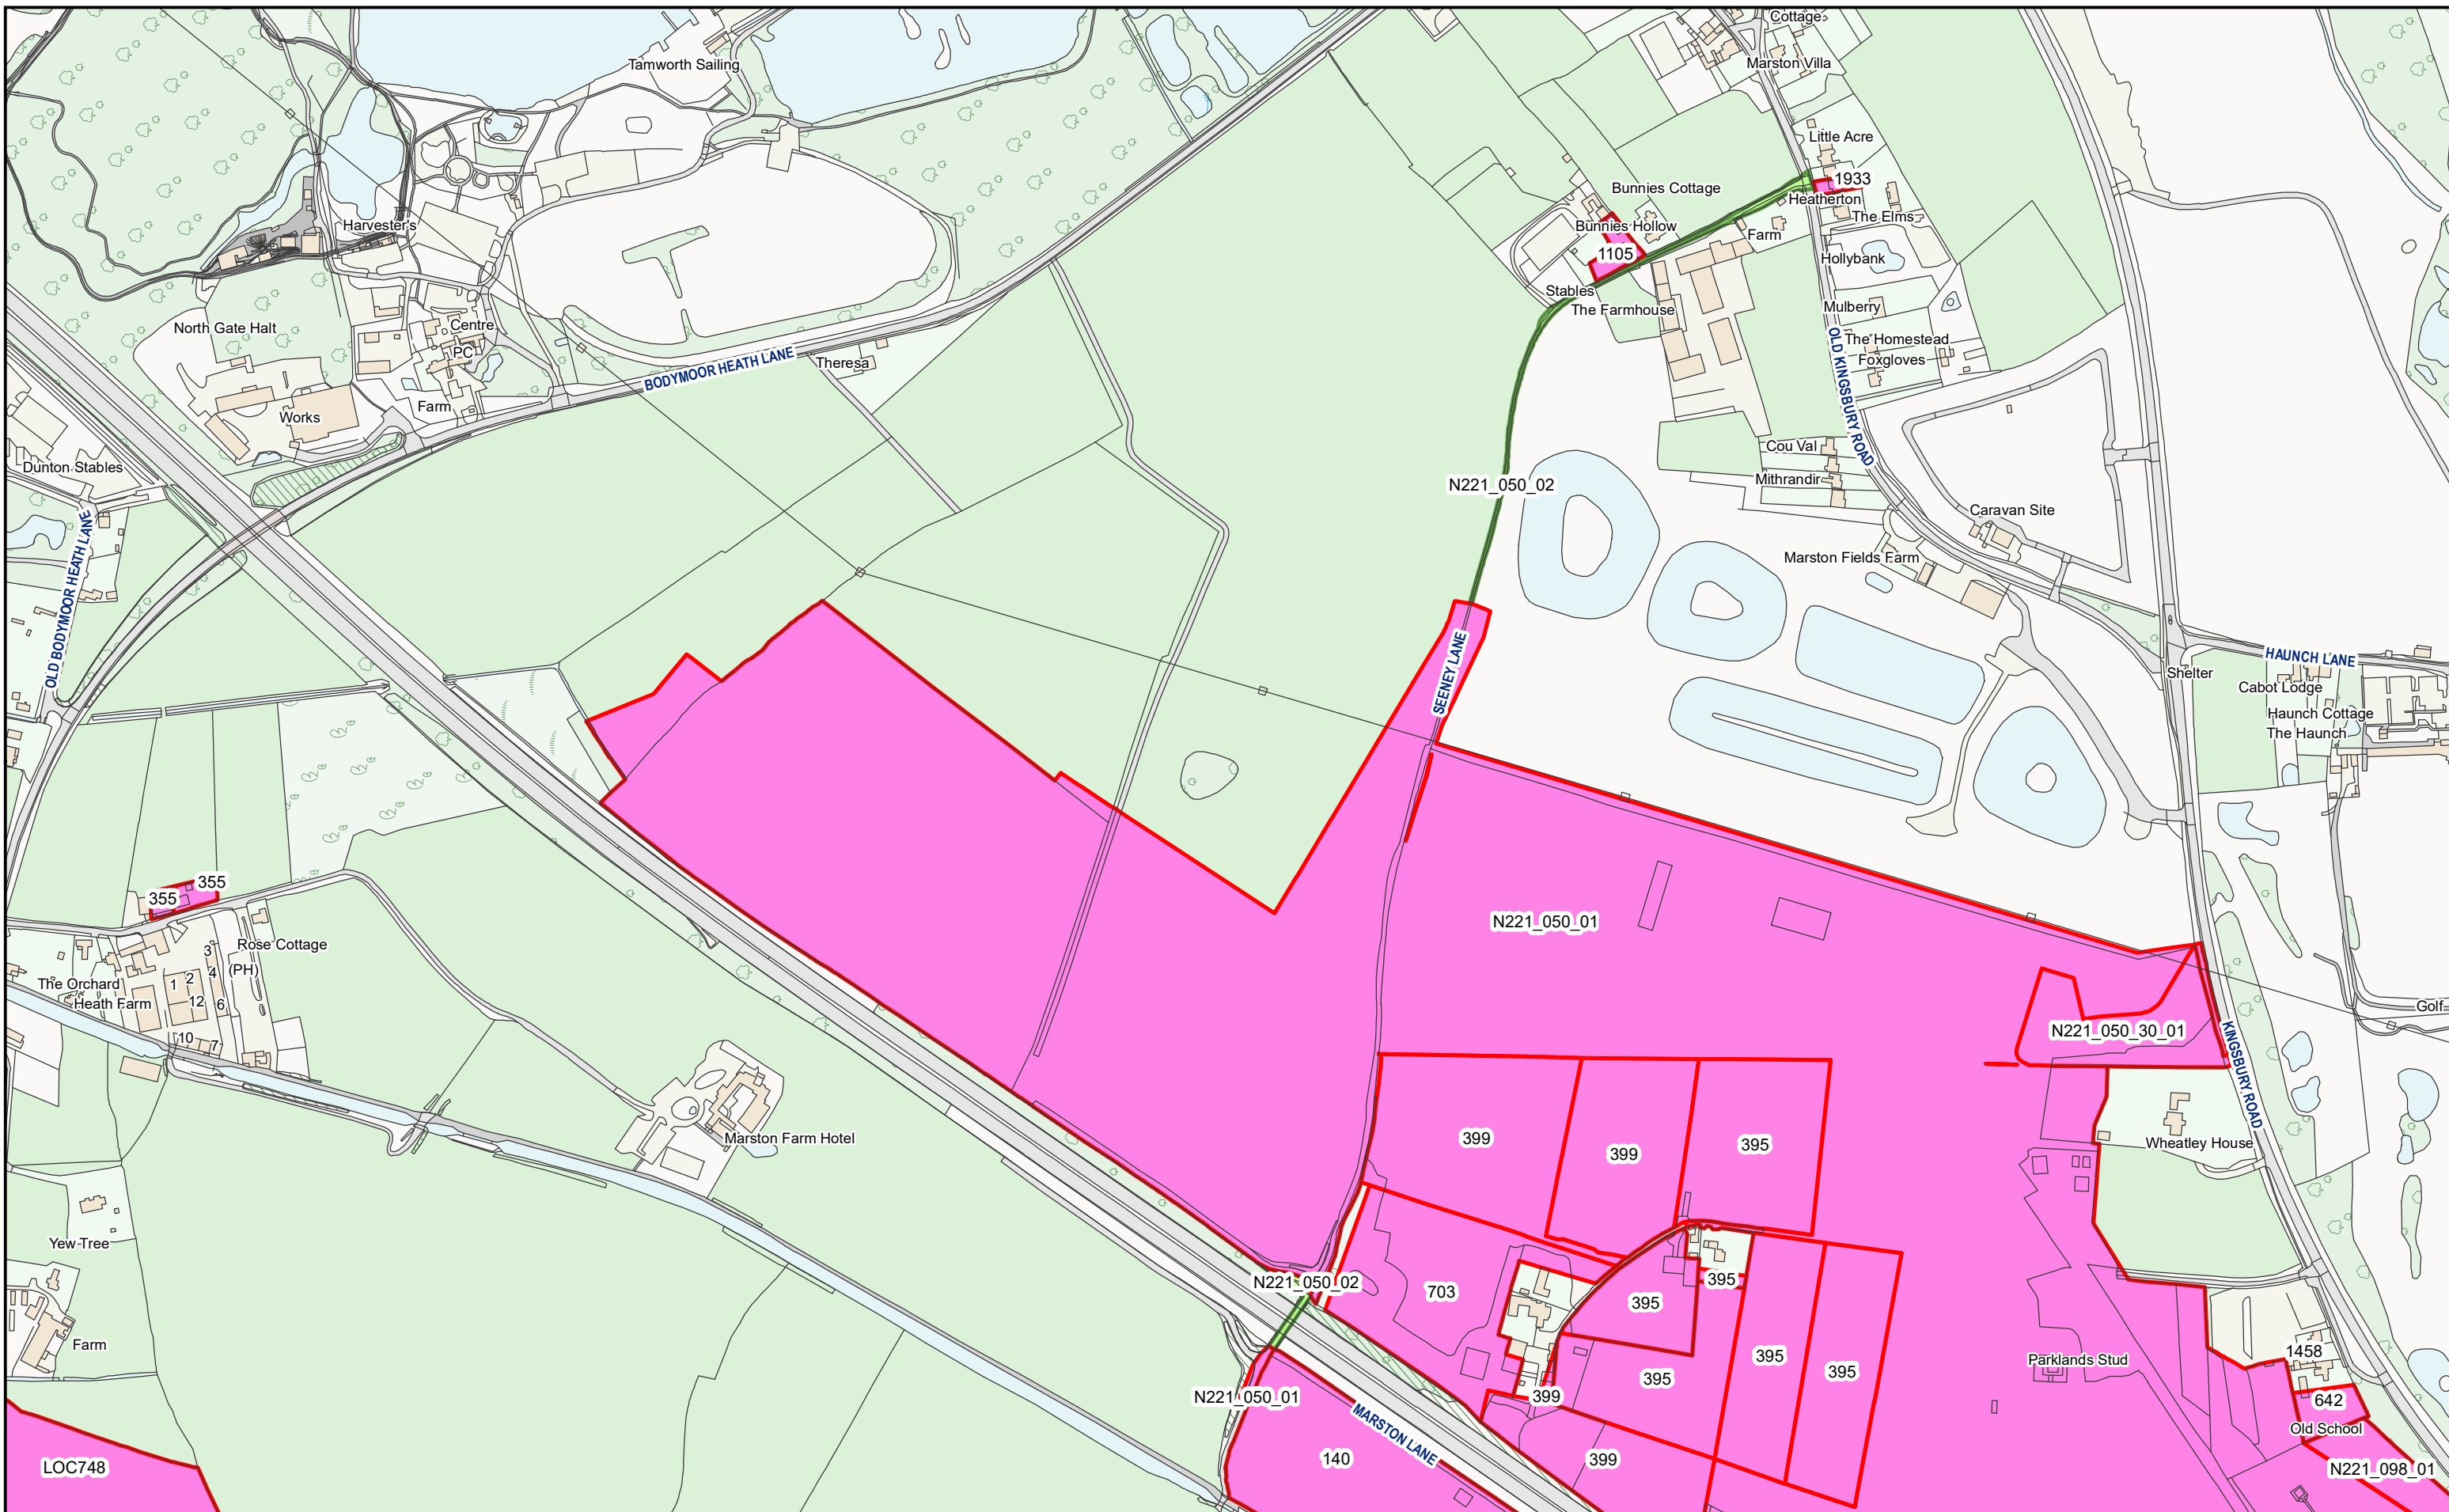 Cottage
Tamworth Sailing
Marston Villa
Little Acre
1933
Bunnies Cottage
Heatherton
The Elms
Harvester's
Bunnies Hollow
Farm
1105
Hollybank
Stables
Mulberry
The Farmhouse
North Gate Halt
Centre
PC
The Homestead
Foxgloves
Theresa
BODYMOOR HEATH LANE
OLD KINGSBURY ROAD
Farm
Works
Cou Val
Dunton Stables
Mithrandir
N221_050_02
Caravan Site
Marston Fields Farm
OLD BODYMOOR HEATH LANE
HAUNCH LANE
Shelter
SEENEY LANE
Cabot Lodge
Haunch Cottage
The Haunch
355
355
N221_050_01
Rose Cottage
3
(PH)
4
2
1
The Orchard
Heath Farm
12
6
Golf
N221_050_30_01
10
7
KINGSBURY ROAD
399
Marston Farm Hotel
399
395
Wheatley House
Yew Tree
N221_050_02
395
703
395
Farm
1458
395
Parklands Stud
395
395
N221_050_01
399
642
MARSTON LANE
Old School
140
399
LOC748
N221_098_01